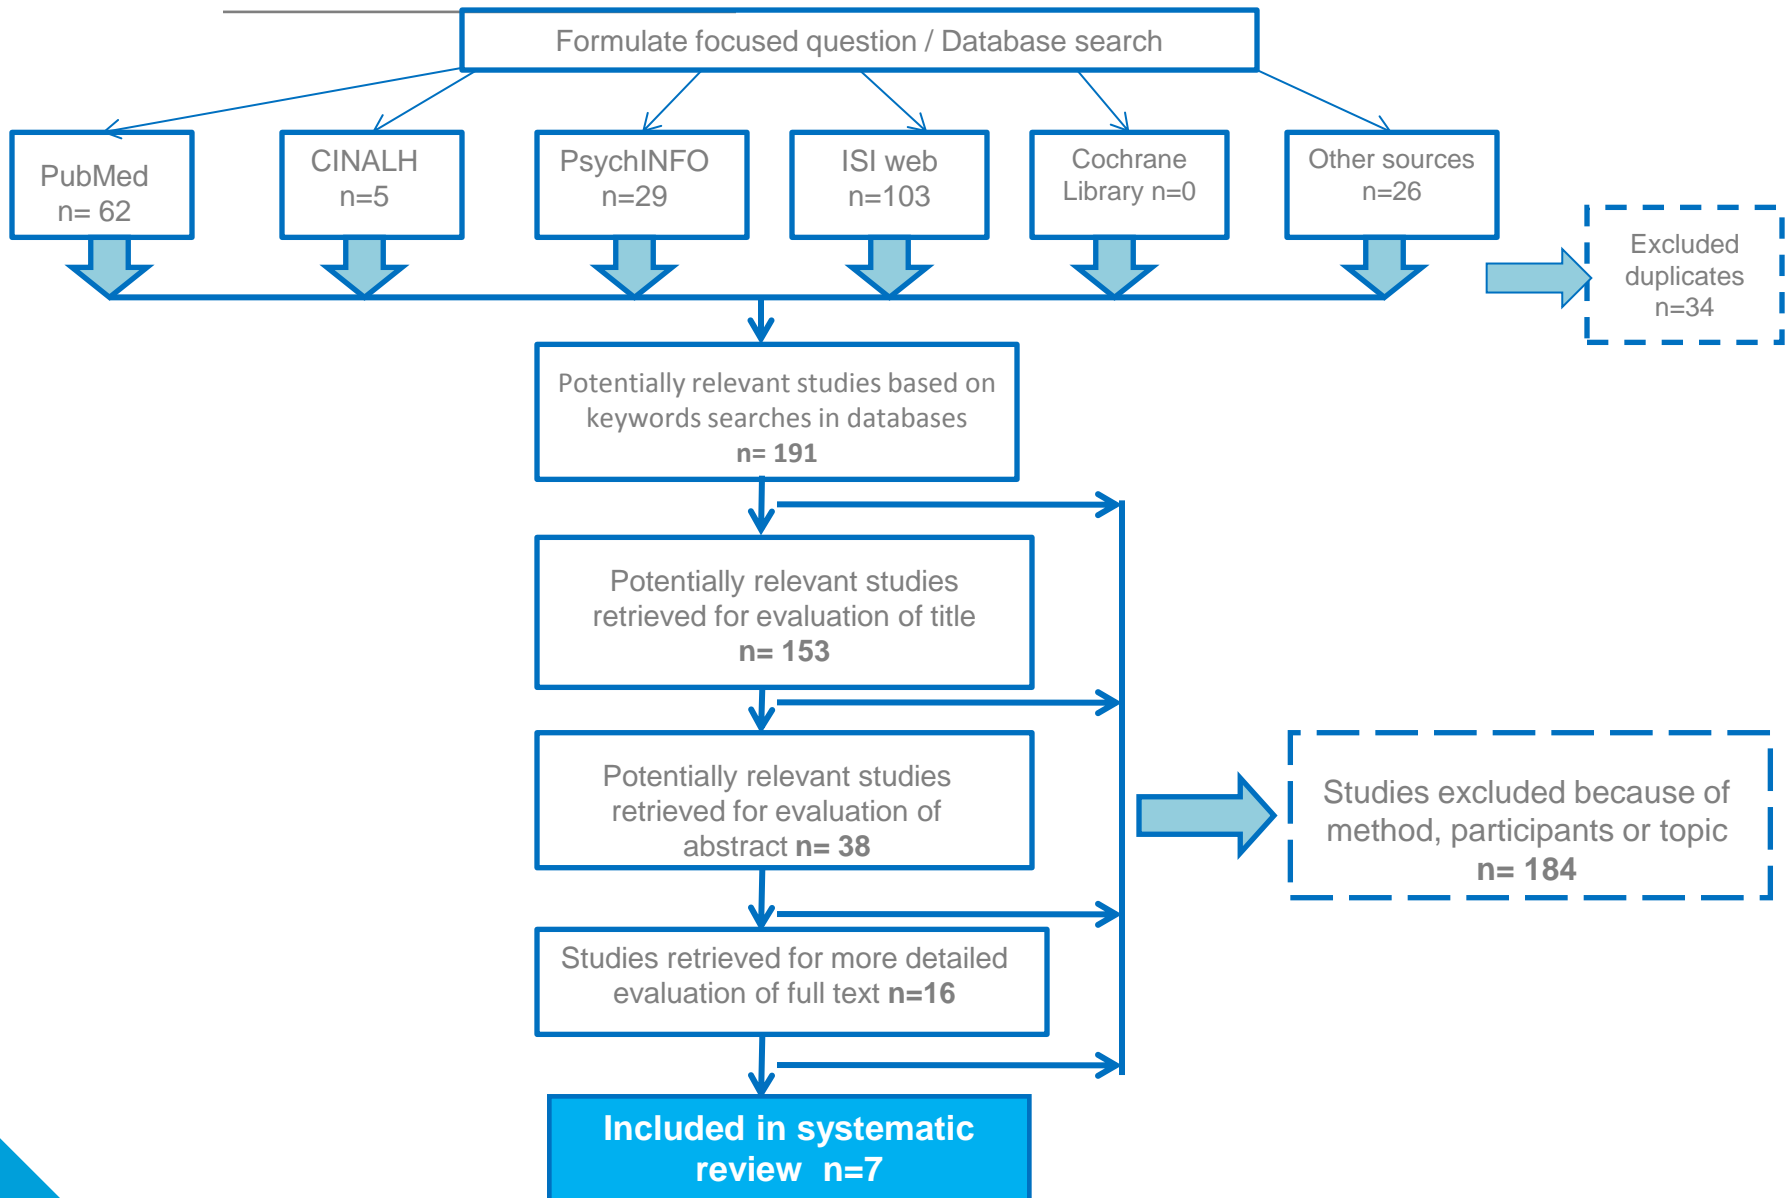 Formulate focused question / Database search
PubMed
n= 62
CINALH
n=5
PsychINFO
n=29
ISI web
n=103
Cochrane
Library n=0
Other sources
n=26
Excluded
duplicates
n=34
Potentially relevant studies based on
keywords searches in databases
n= 191
Potentially relevant studies
retrieved for evaluation of title
n= 153
Potentially relevant studies
retrieved for evaluation of
abstract n= 38
Studies excluded because of
method, participants or topic
n= 184
Studies retrieved for more detailed
evaluation of full text n=16
Included in systematic
review n=7